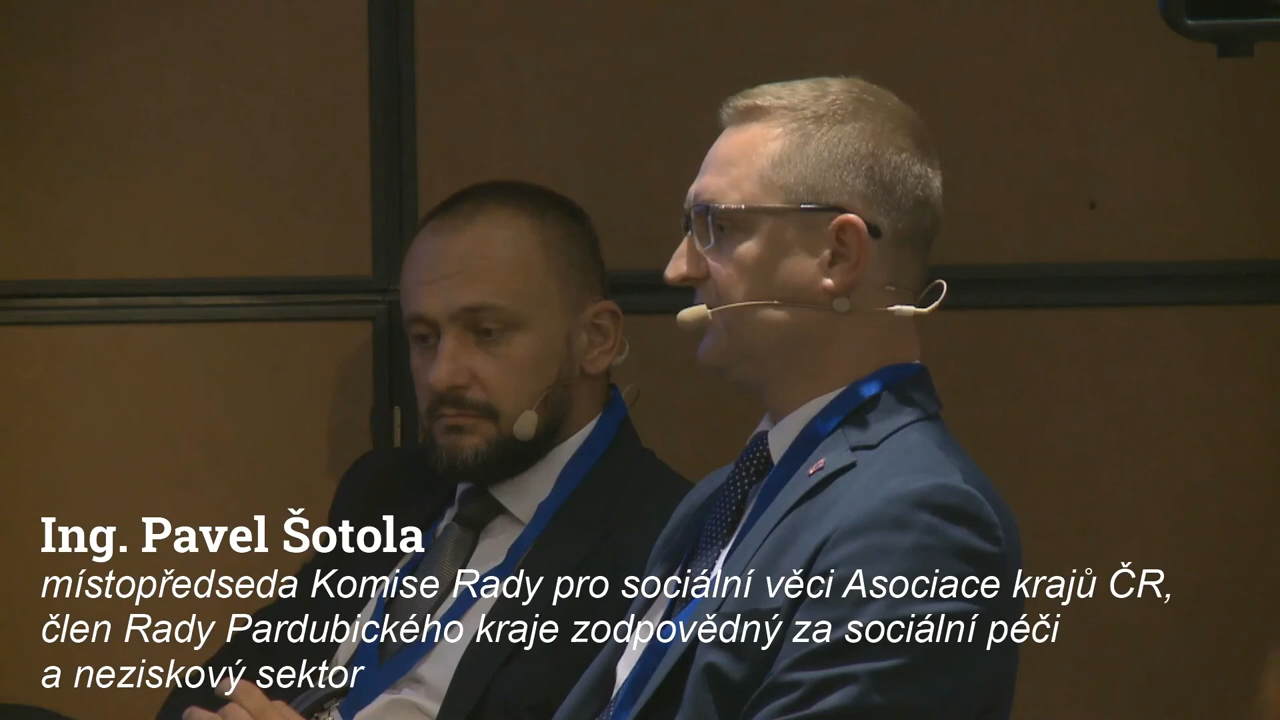 Ing. Pavel Šotola
místopředseda Komise Rady pro sociální věci Asociace krajů ČR,
člen Rady Pardubického kraje zodpovědný za sociální péči
a neziskový sektor